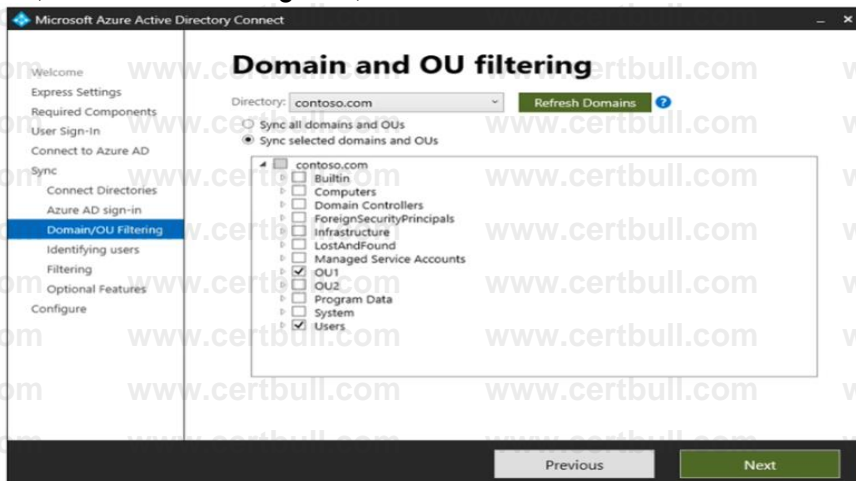 Microsoft Azure Active Directory Connect
Welcome
Express Settings
Required Components
User Sign-In
Connect to Azure AD
Sync
Connect Directories
Azure AD sign-in
Domain/OU Filtering
Identifying users
Filtering
Optional Features
Configure
Domain and OU filtering
Directory: contoso.com Refresh Domains ?
Sync all domains and OUs
Sync selected domains and OUs
contoso.com
Builtin
Computers
Domain Controllers
ForeignSecurityPrincipals
Infrastructure
LostAndFound
Managed Service Accounts
OU1
OU2
Program Data
System
Users
Previous Next
www.certbull.com